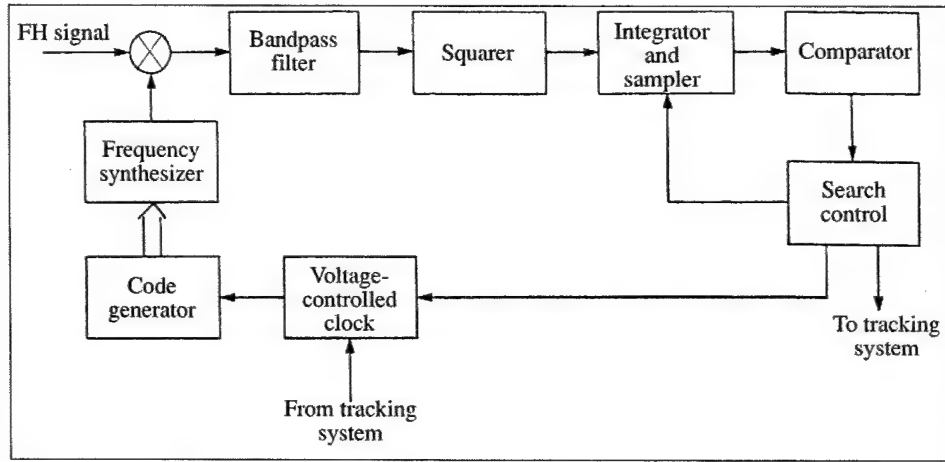 FH signal
Bandpass
filter
Squarer
Integrator
and
sampler
Comparator
Frequency
synthesizer
Search
control
Code
generator
Voltage-
controlled
clock
To tracking
system
From tracking
system